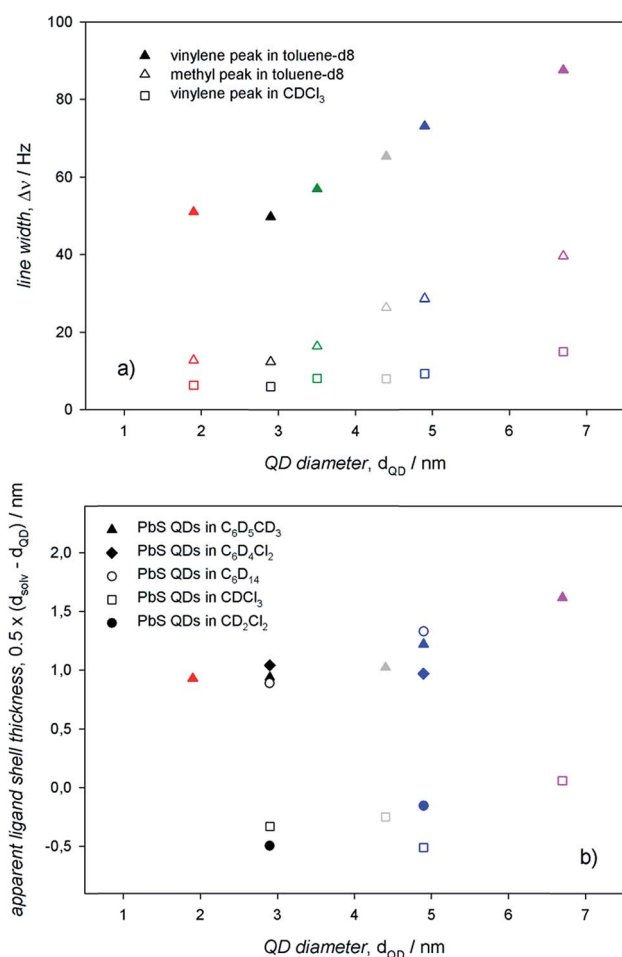 100
80
60
40
20
0
line width, Δν / Hz
▲ vinylene peak in toluene-d8
△ methyl peak in toluene-d8
□ vinylene peak in CDCl₃
a)
1 2 3 4 5 6 7
QD diameter, d_QD / nm
2,0
1,5
1,0
0,5
0,0
-0,5
apparent ligand shell thickness, 0.5 x (d_solv - d_QD) / nm
▲ PbS QDs in C₆D₅CD₃
◆ PbS QDs in C₆D₄Cl₂
○ PbS QDs in C₆D₁₄
□ PbS QDs in CDCl₃
● PbS QDs in CD₂Cl₂
b)
1 2 3 4 5 6 7
QD diameter, d_QD / nm